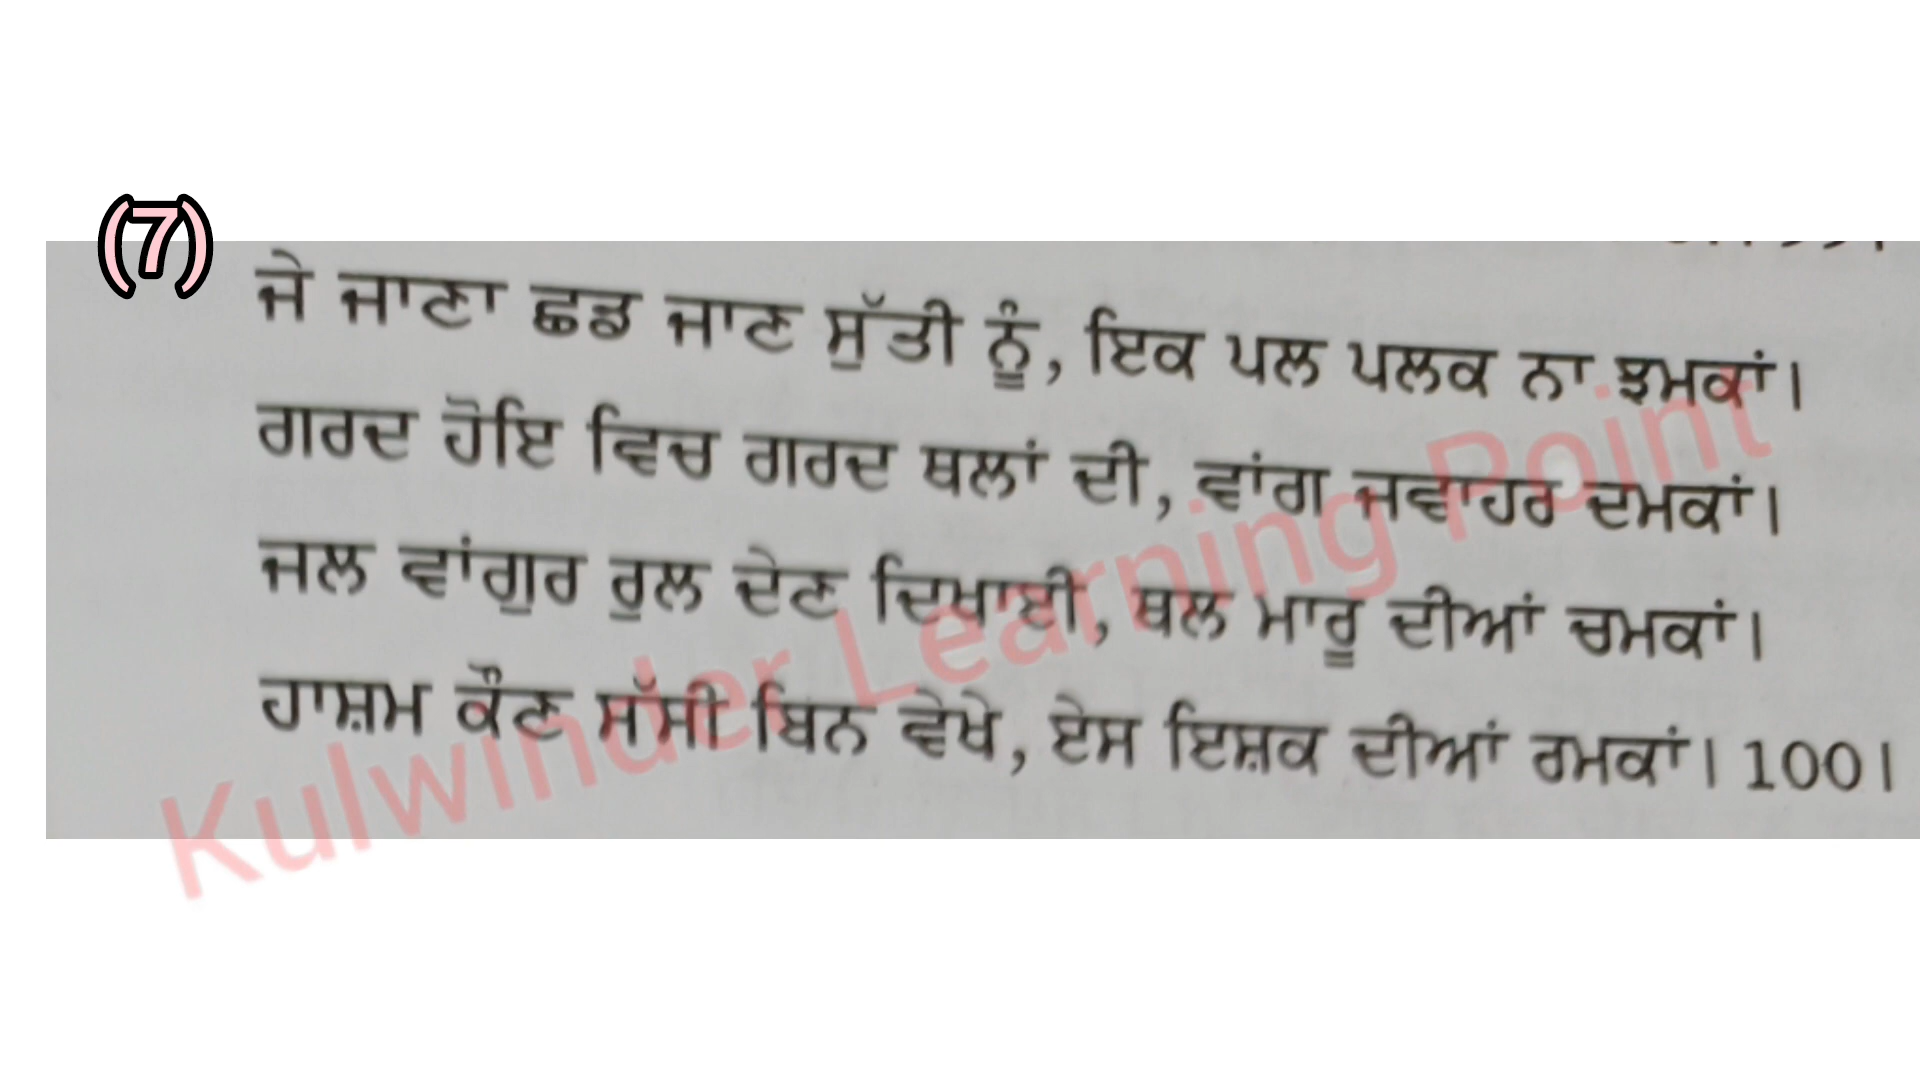 (7)
ਜੇ ਜਾਣਾ ਛਡ ਜਾਣ ਸੁੱਤੀ ਨੂੰ, ਇਕ ਪਲ ਪਲਕ ਨਾ ਝਮਕਾਂ।
ਗਰਦ ਹੋਇ ਵਿਚ ਗਰਦ ਥਲਾਂ ਦੀ, ਵਾਂਗ ਜਵਾਹਰ ਦਮਕਾਂ।
ਜਲ ਵਾਂਗੁਰ ਰੁਲ ਦੇਣ ਦਿਖਾਈ, ਥਲ ਮਾਰੂ ਦੀਆਂ ਚਮਕਾਂ।
ਹਾਸ਼ਮ ਕੌਣ ਸੱਸੀ ਬਿਨ ਵੇਖੇ, ਏਸ ਇਸ਼ਕ ਦੀਆਂ ਰਮਕਾਂ। 100।
Kulwinder Learning Point